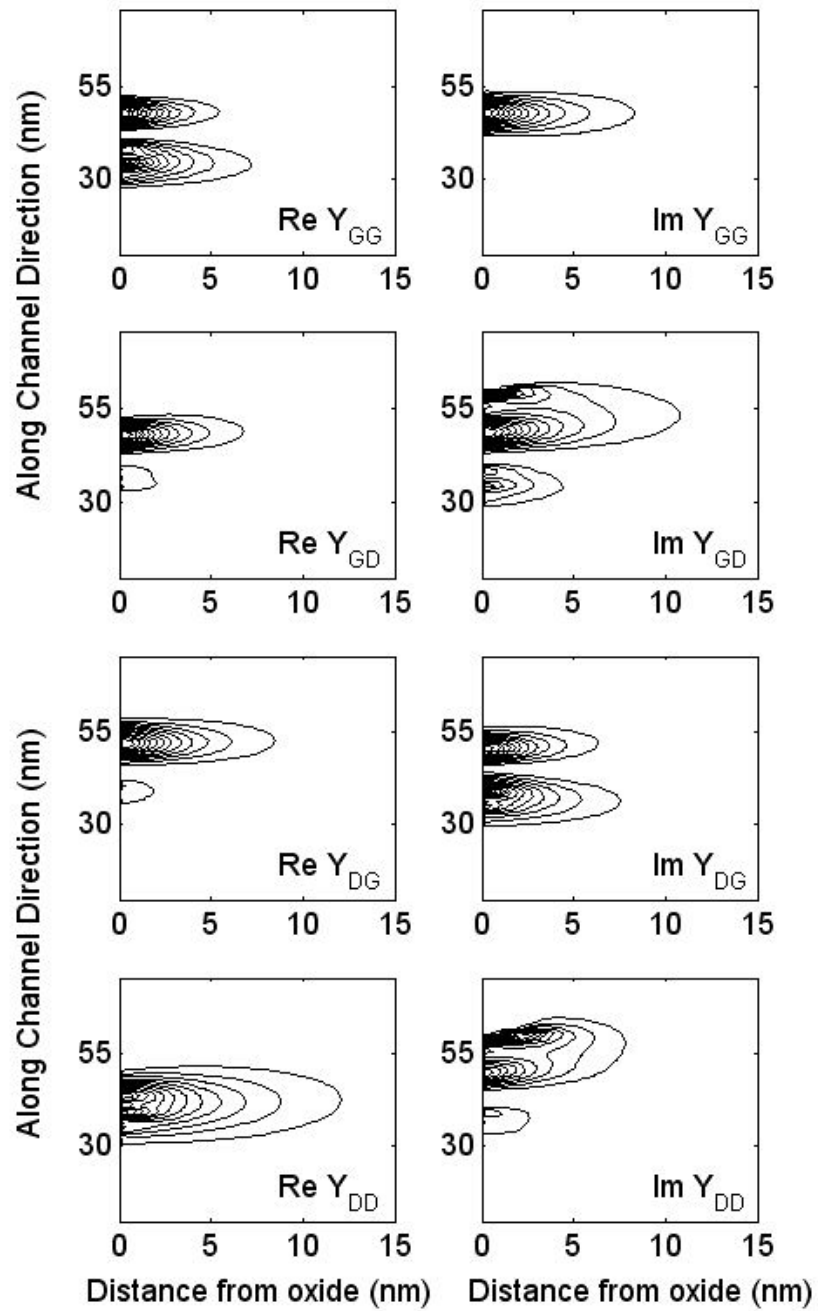 Along Channel Direction (nm)
55
30
Re Y_GG
0 5 10 15
Im Y_GG
0 5 10 15
55
30
Re Y_GD
0 5 10 15
55
30
Im Y_GD
0 5 10 15
Along Channel Direction (nm)
55
30
Re Y_DG
0 5 10 15
55
30
Im Y_DG
0 5 10 15
55
30
Re Y_DD
0 5 10 15
Distance from oxide (nm)
55
30
Im Y_DD
0 5 10 15
Distance from oxide (nm)
55
30